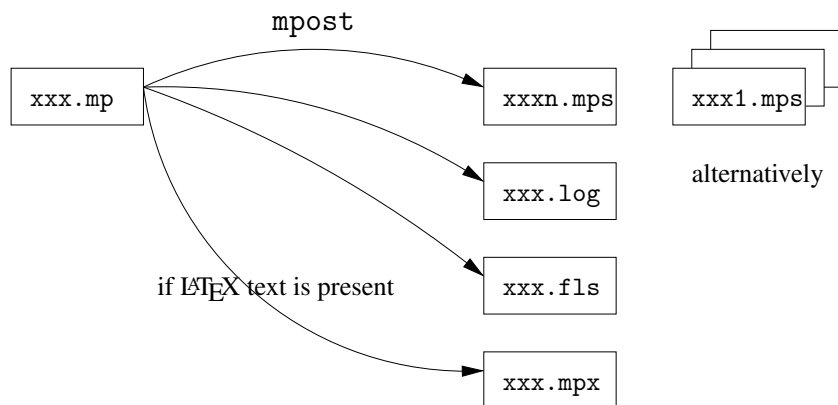 mpost
xxx.mp
xxxn.mps
xxx1.mps
alternatively
xxx.log
if LATEX text is present
xxx.fls
xxx.mpx